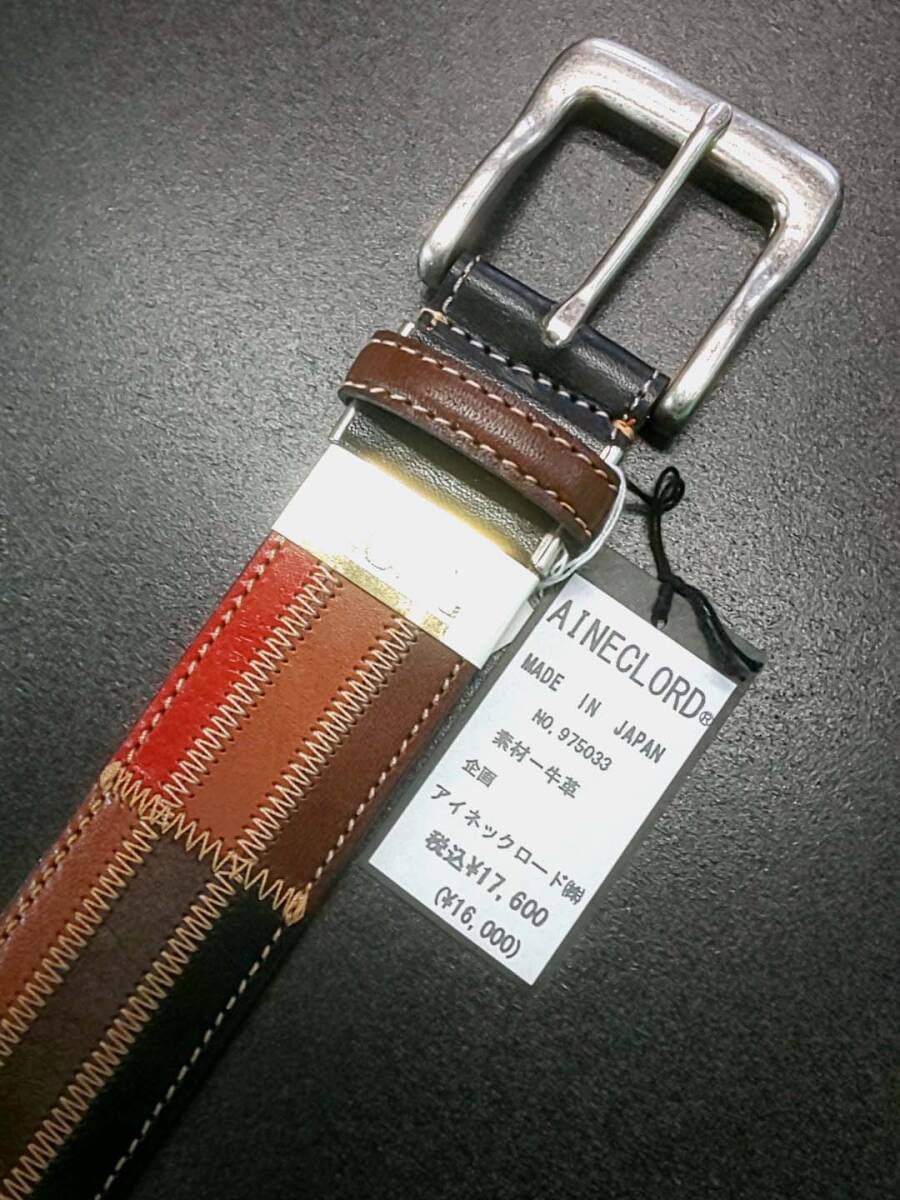 AINECLORD®
MADE IN JAPAN
NO,975033
素材ー牛革
企画
アイネックロード㈱
税込¥17,600
(¥16,000)